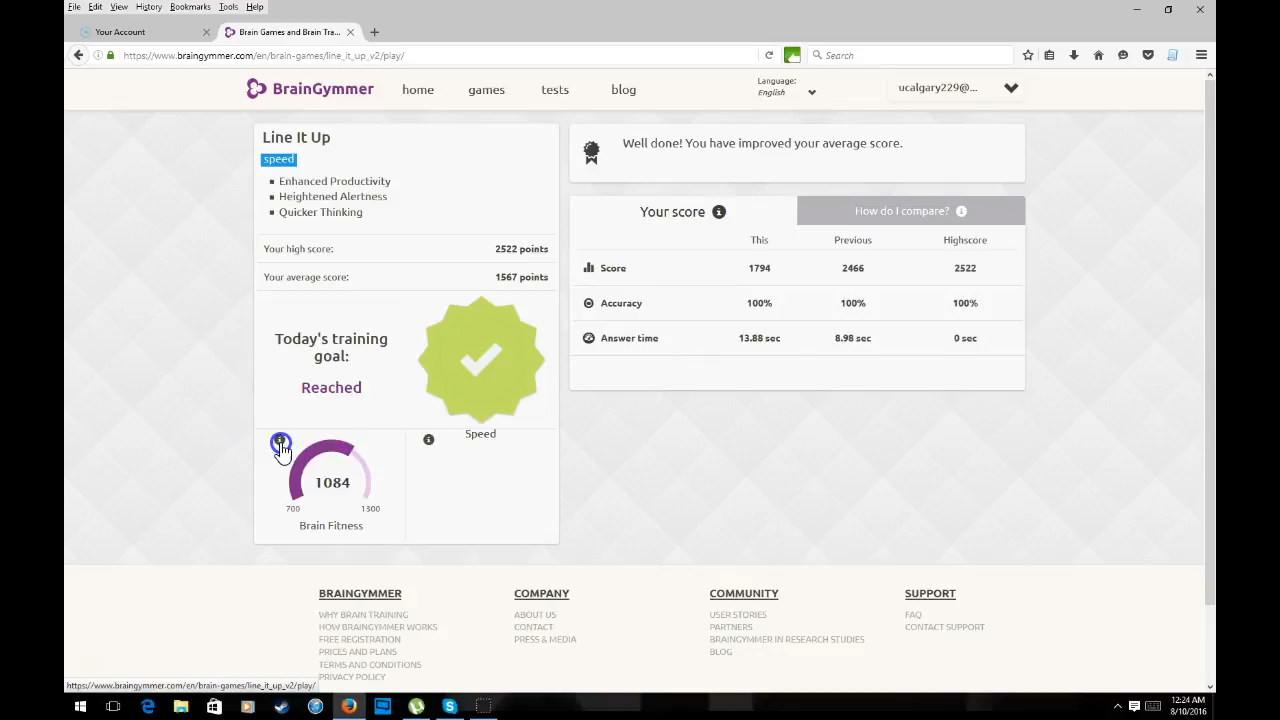 File Edit View History Bookmarks Tools Help
Your Account
Brain Games and Brain Tra...
https://www.braingymmer.com/en/brain-games/line_it_up_v2/play/
Search
BrainGymmer
home games tests blog
Language:
English
ucalgary229@...
Line It Up
speed
Enhanced Productivity
Heightened Alertness
Quicker Thinking
Your high score: 2522 points
Your average score: 1567 points
Today's training
goal:
Reached
Speed
1084
700 1300
Brain Fitness
Well done! You have improved your average score.
Your score How do I compare?
This Previous Highscore
Score 1794 2466 2522
Accuracy 100% 100% 100%
Answer time 13.88 sec 8.98 sec 0 sec
BRAINGYMMER
WHY BRAIN TRAINING
HOW BRAINGYMMER WORKS
FREE REGISTRATION
PRICES AND PLANS
TERMS AND CONDITIONS
PRIVACY POLICY
COMPANY
ABOUT US
CONTACT
PRESS & MEDIA
COMMUNITY
USER STORIES
PARTNERS
BRAINGYMMER IN RESEARCH STUDIES
BLOG
SUPPORT
FAQ
CONTACT SUPPORT
https://www.braingymmer.com/en/brain-games/line_it_up_v2/play/
12:24 AM
8/10/2016